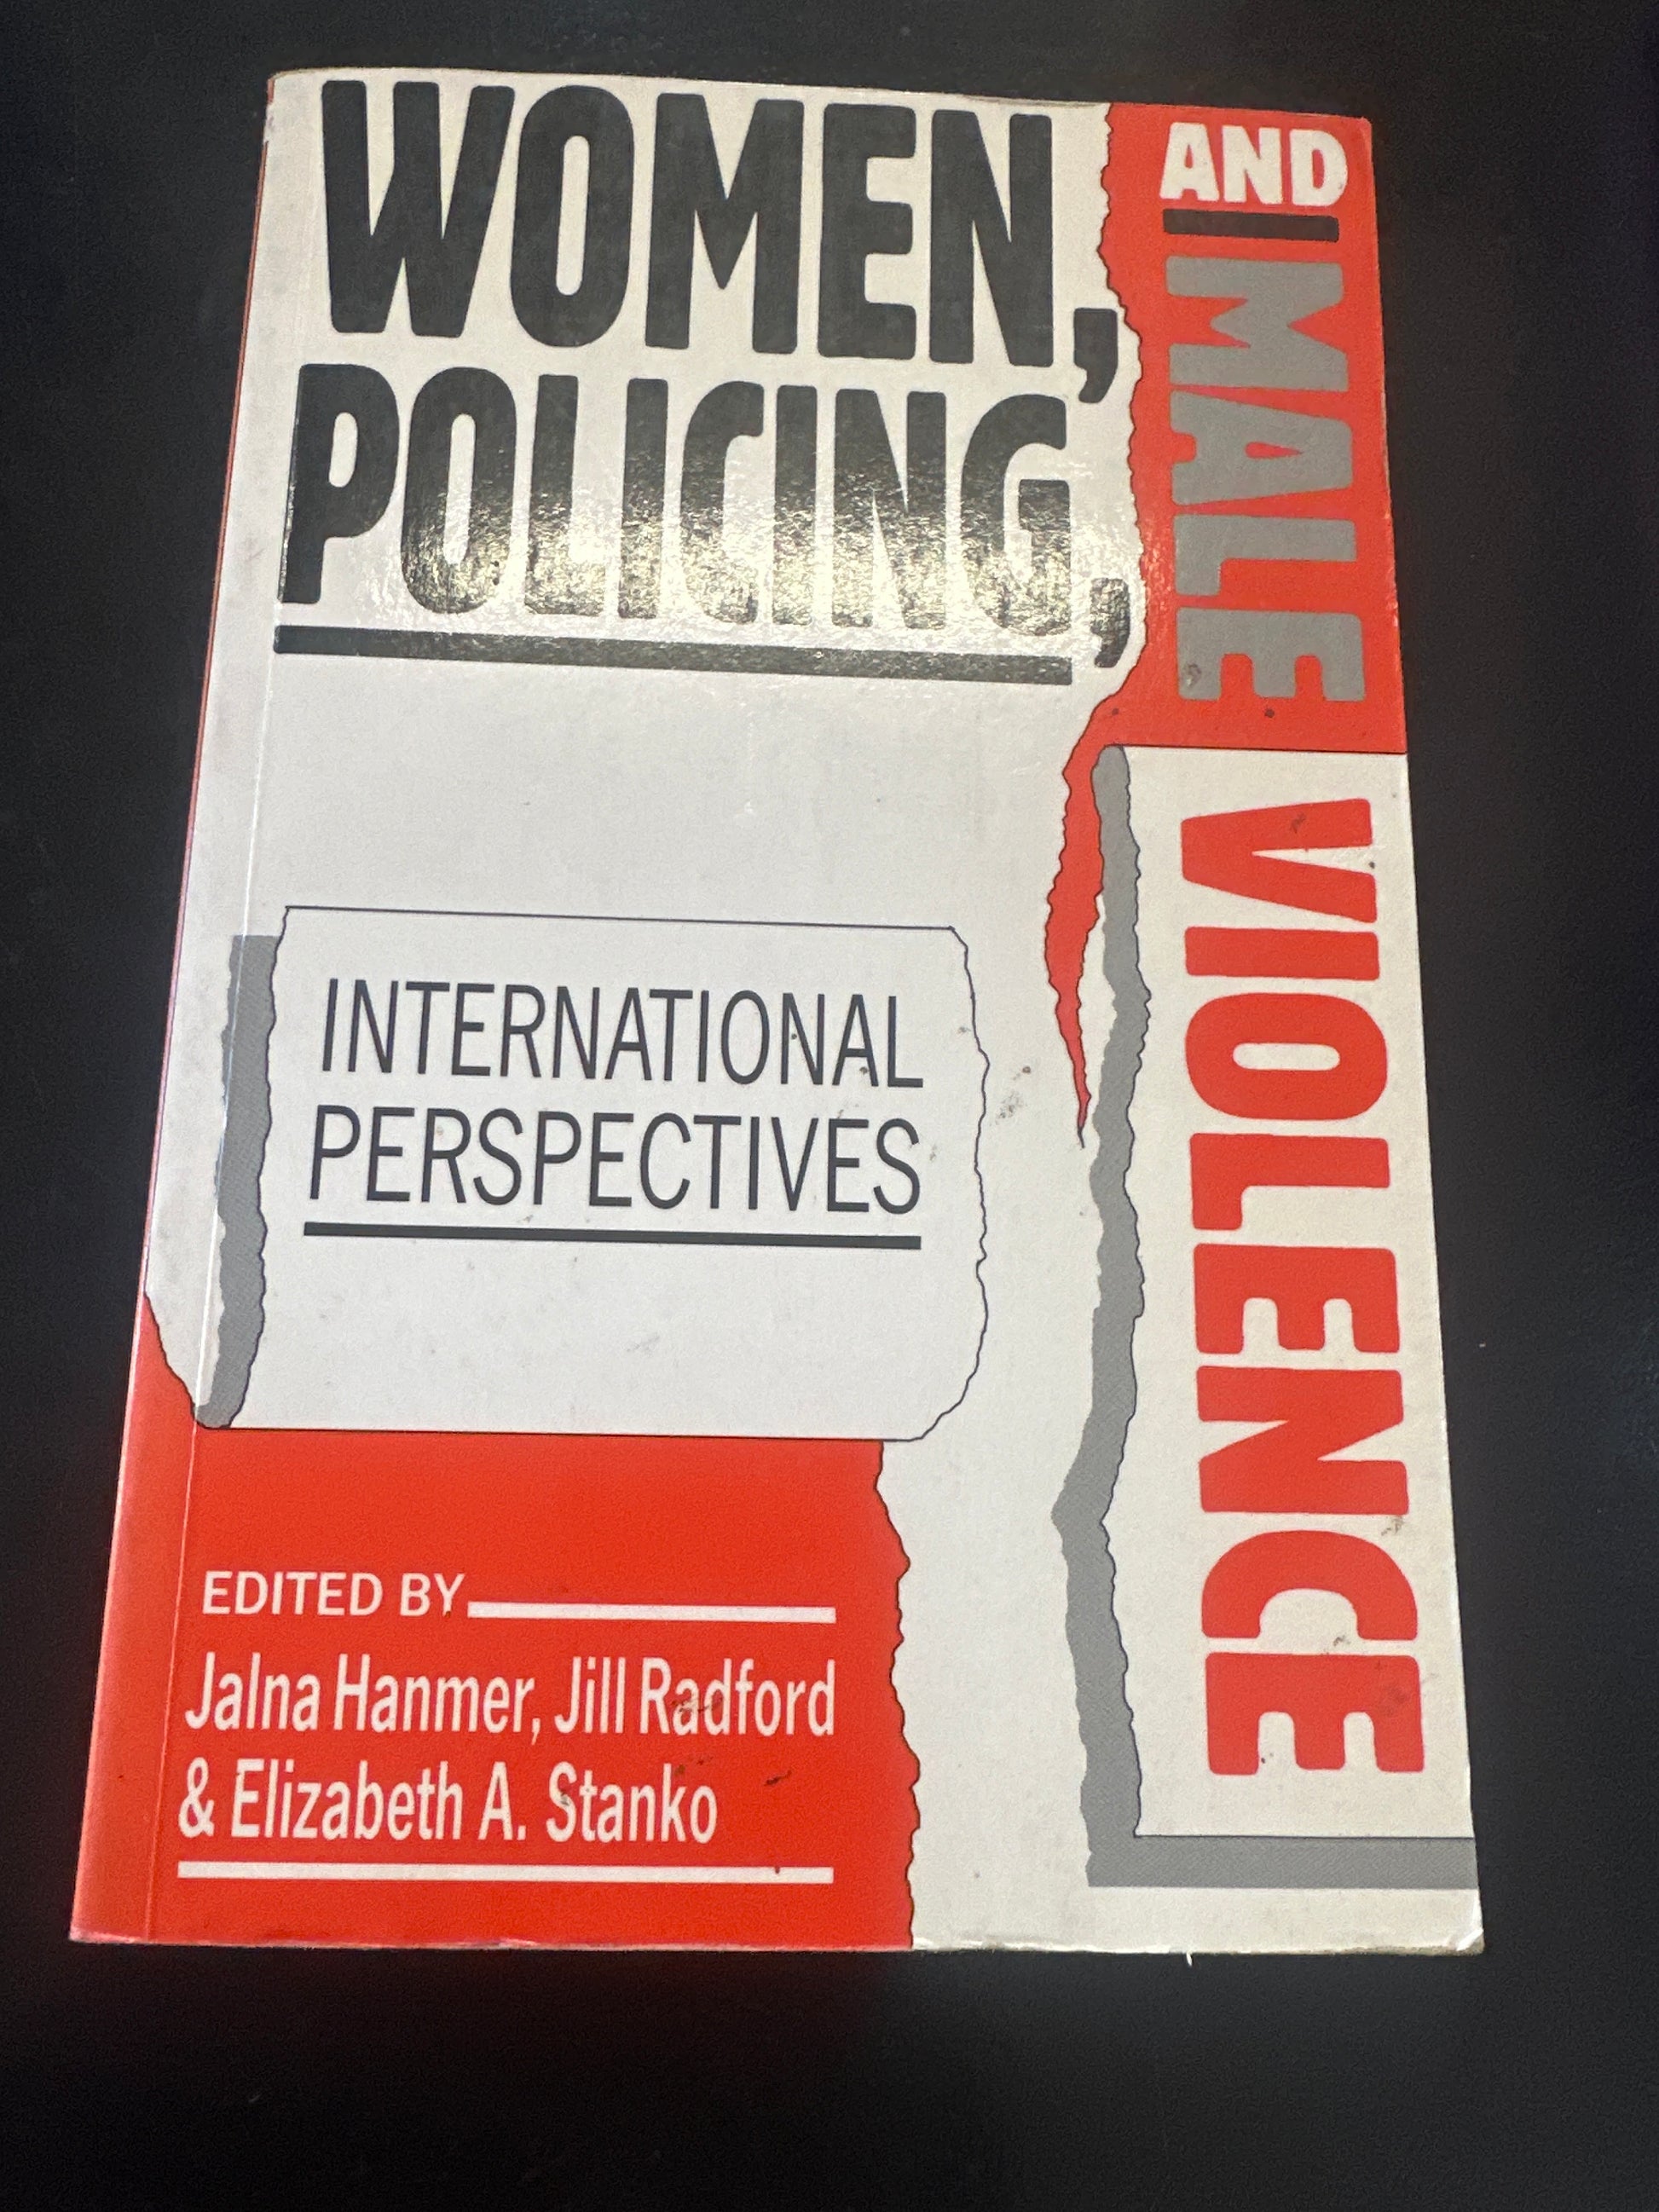 WOMEN,
POLICING,
AND
MALE
VIOLENCE
INTERNATIONAL
PERSPECTIVES
EDITED BY
Jalna Hanmer, Jill Radford
& Elizabeth A. Stanko